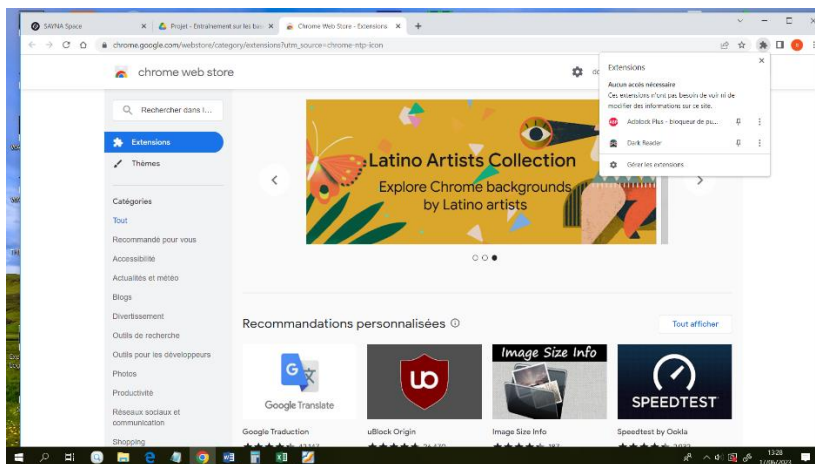 SAYNA Space
Projet - Entraînement sur les bas
Chrome Web Store - Extensions
chrome.google.com/webstore/category/extensions?utm_source=chrome-ntp-icon
chrome web store
Rechercher dans l...
Extensions
Thèmes
Catégories
Tout
Recommandé pour vous
Accessibilité
Actualités et météo
Blogs
Divertissement
Outils de recherche
Outils pour les développeurs
Photos
Productivité
Réseaux sociaux et
communication
Shopping
Latino Artists Collection
Explore Chrome backgrounds
by Latino artists
Extensions
Aucun accès nécessaire
Ces extensions n'ont pas besoin de voir ni de
modifier des informations sur ce site.
Adblock Plus - bloqueur de pu...
Dark Reader
Gérer les extensions
Recommandations personnalisées
Tout afficher
Google Translate
Image Size Info
SPEEDTEST
Google Traduction
uBlock Origin
Image Size Info
Speedtest by Ookla
13:28
17/06/2023